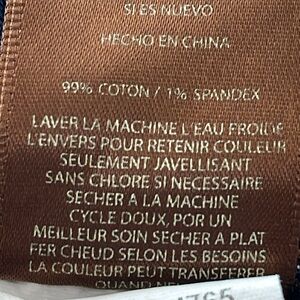 SI ES NUEVO
HECHO EN CHINA
99% COTON / 1% SPANDEX
LAVER LA MACHINE L'EAU FROIDE
L'ENVERS POUR RETENIR COULEUR
SEULEMENT JAVELLISANT
SANS CHLORE SI NECESSAIRE
SECHER A LA MACHINE
CYCLE DOUX, POR UN
MEILLEUR SOIN SECHER A PLAT
FER CHEUD SELON LES BESOINS
LA COULEUR PEUT TRANSFERER
QUAND